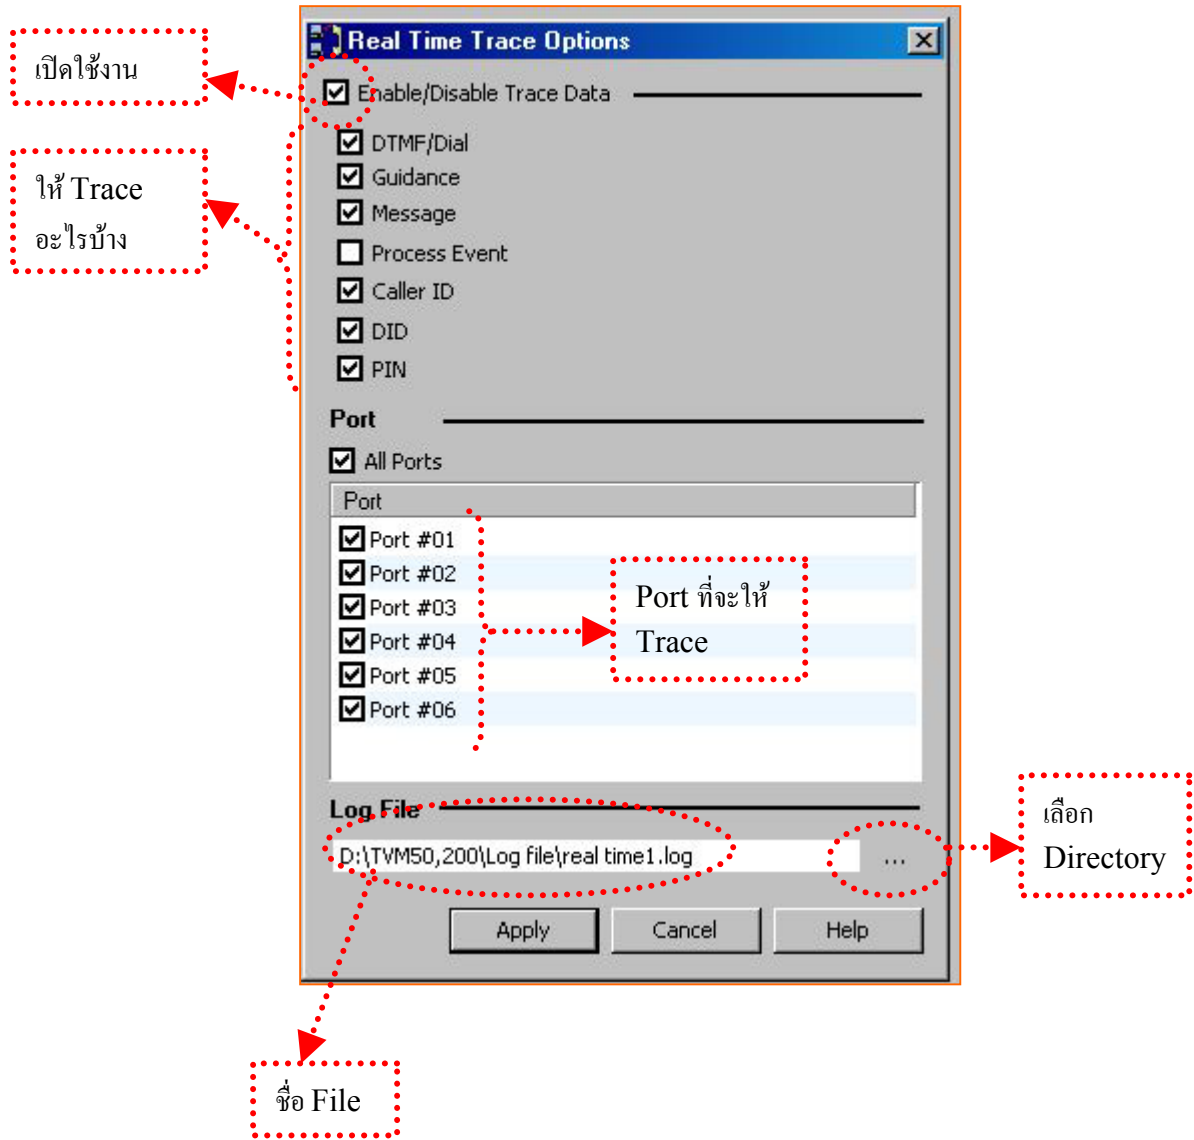 Real Time Trace Options
เปิดใช้งาน
Enable/Disable Trace Data
DTMF/Dial
Guidance
Message
Process Event
Caller ID
DID
PIN
ให้ Trace
อะไรบ้าง
Port
All Ports
Port
Port #01
Port #02
Port #03
Port #04
Port #05
Port #06
Port ที่จะให้
Trace
Log File
D:\TVM50,200\Log file\real time1.log
...
เลือก
Directory
Apply
Cancel
Help
ชื่อ File